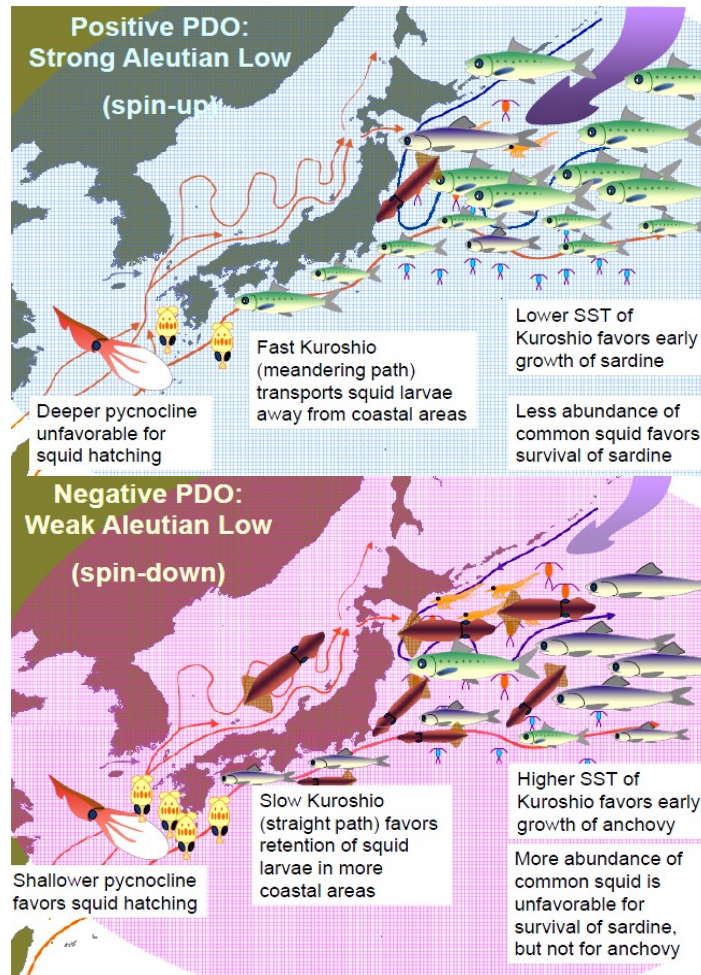 Positive PDO:
Strong Aleutian Low
(spin-up)
Lower SST of
Kuroshio favors early
growth of sardine
Fast Kuroshio
(meandering path)
transports squid larvae
away from coastal areas
Deeper pycnocline
unfavorable for
squid hatching
Less abundance of
common squid favors
survival of sardine
Negative PDO:
Weak Aleutian Low
(spin-down)
Higher SST of
Kuroshio favors early
growth of anchovy
Slow Kuroshio
(straight path) favors
retention of squid
larvae in more
coastal areas
Shallower pycnocline
favors squid hatching
More abundance of
common squid is
unfavorable for
survival of sardine,
but not for anchovy